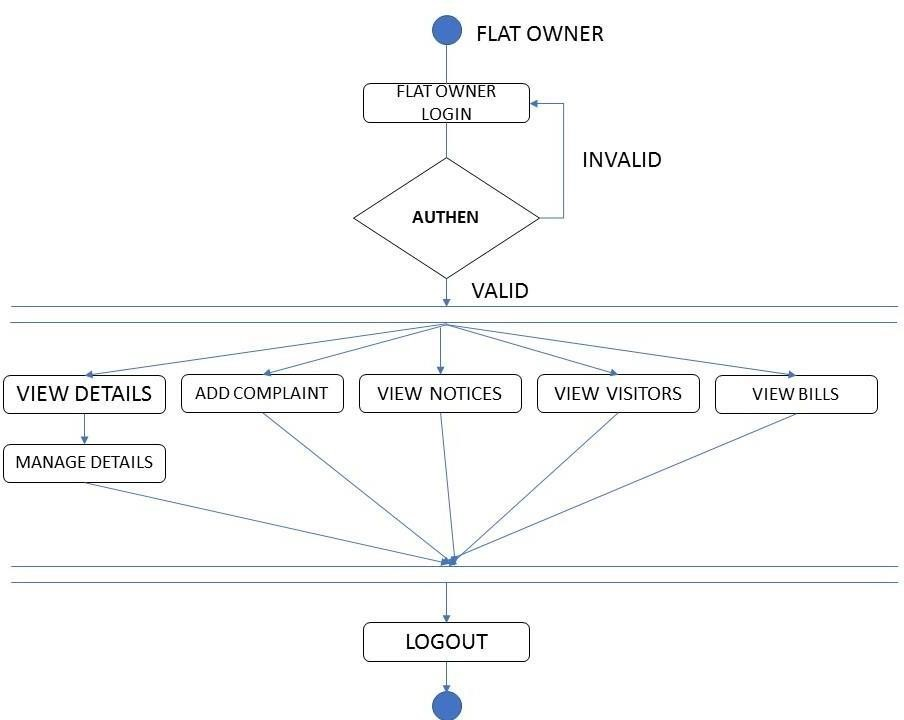 FLAT OWNER
FLAT OWNER
LOGIN
INVALID
AUTHEN
VALID
VIEW DETAILS
ADD COMPLAINT
VIEW NOTICES
VIEW VISITORS
VIEW BILLS
MANAGE DETAILS
LOGOUT